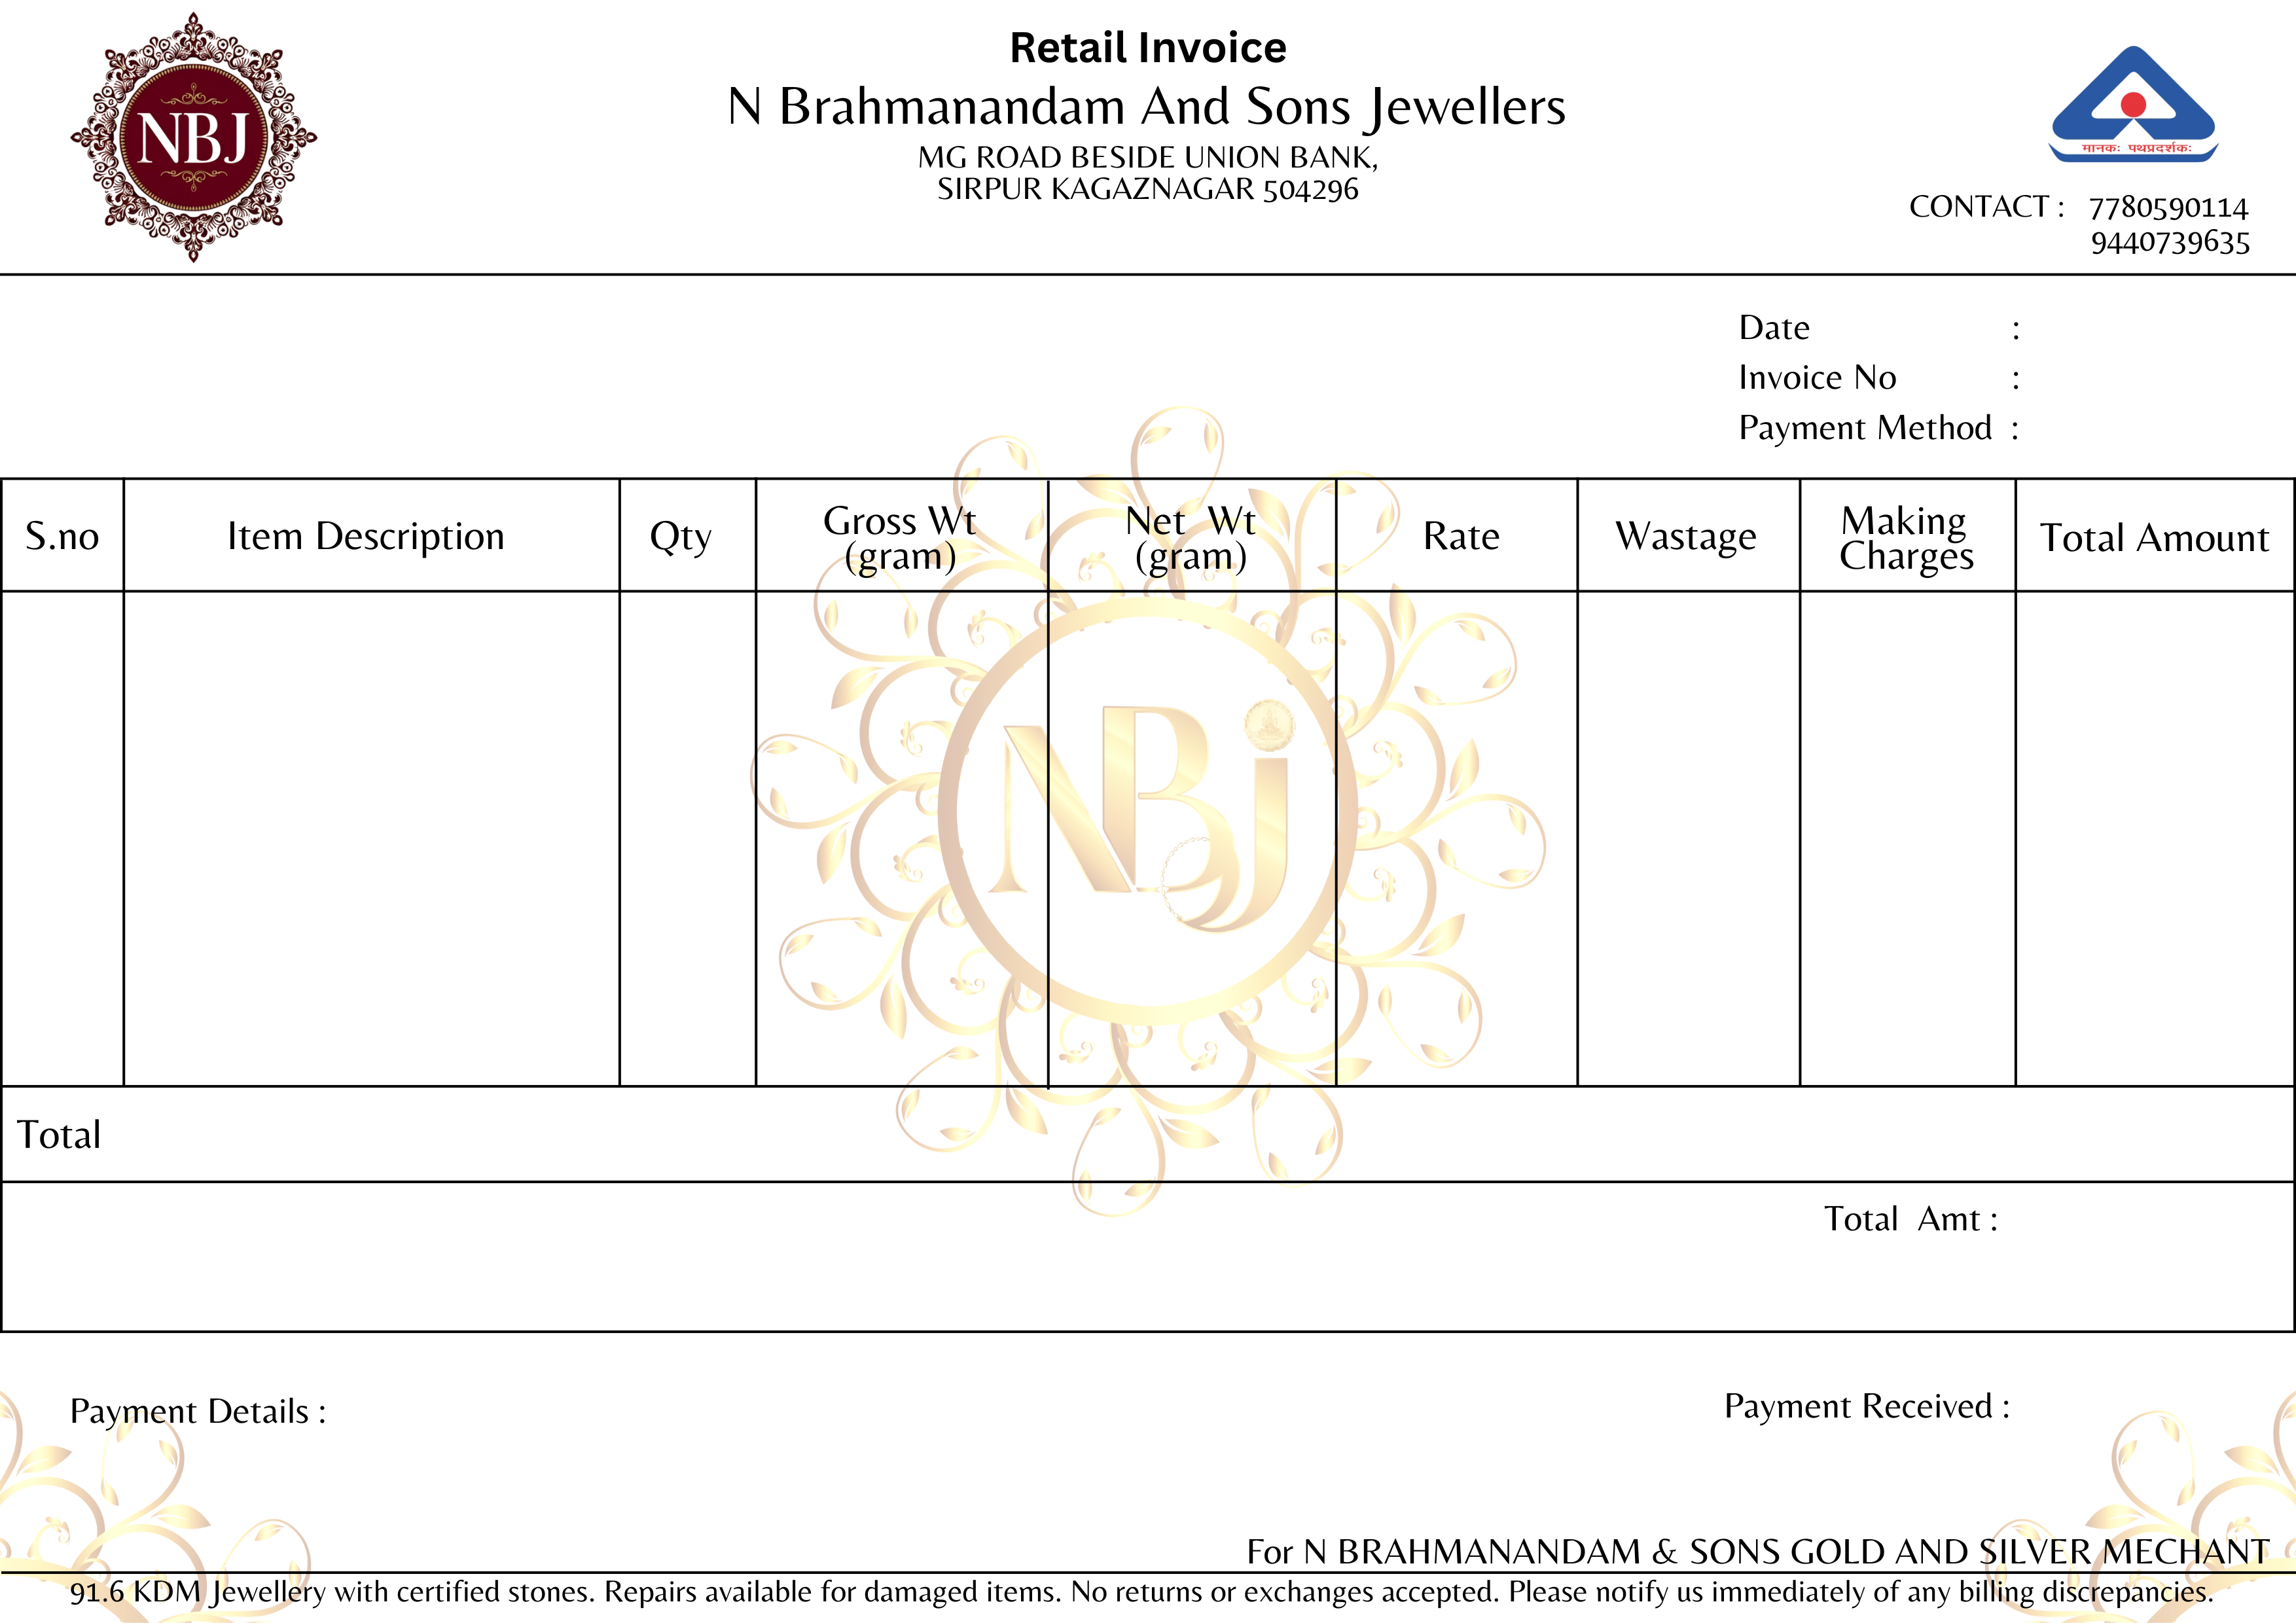 NBJ
Retail Invoice
N Brahmanandam And Sons Jewellers
MG ROAD BESIDE UNION BANK,
SIRPUR KAGAZNAGAR 504296
मानकः पथप्रदर्शकः
CONTACT : 7780590114
9440739635
Date :
Invoice No :
Payment Method :
S.no Item Description Qty Gross Wt (gram) Net Wt (gram) Rate Wastage Making Charges Total Amount
NBJ
Total
Total Amt :
Payment Details :
Payment Received :
For N BRAHMANANDAM & SONS GOLD AND SILVER MECHANT
91.6 KDM Jewellery with certified stones. Repairs available for damaged items. No returns or exchanges accepted. Please notify us immediately of any billing discrepancies.